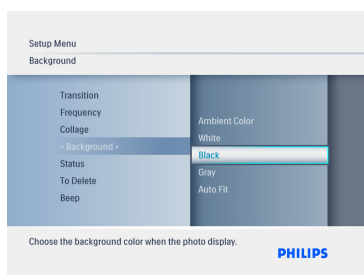 Setup Menu
Background
Transition
Frequency
Collage
< Background >
Status
To Delete
Beep
Ambient Color
White
Black
Gray
Auto Fit
Choose the background color when the photo display.
PHILIPS